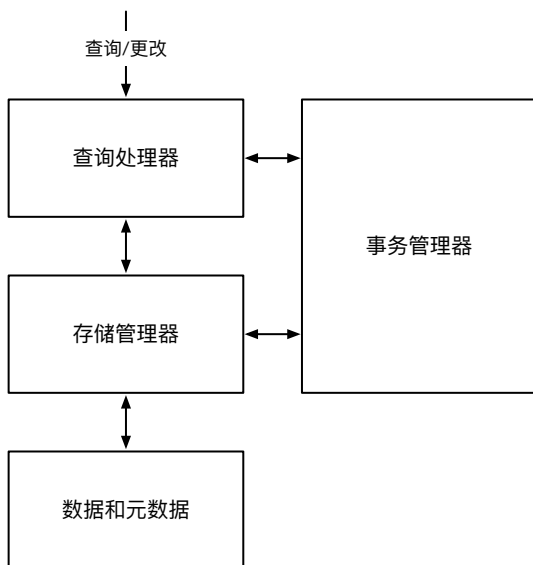 查询/更改
查询处理器
事务管理器
存储管理器
数据和元数据